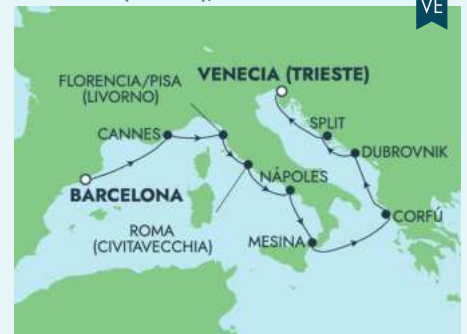 VE
FLORENCIA/PISA
(LIVORNO)
VENECIA (TRIESTE)
CANNES
SPLIT
DUBROVNIK
BARCELONA
NÁPOLES
CORFÚ
ROMA
(CIVITAVECCHIA)
MESINA